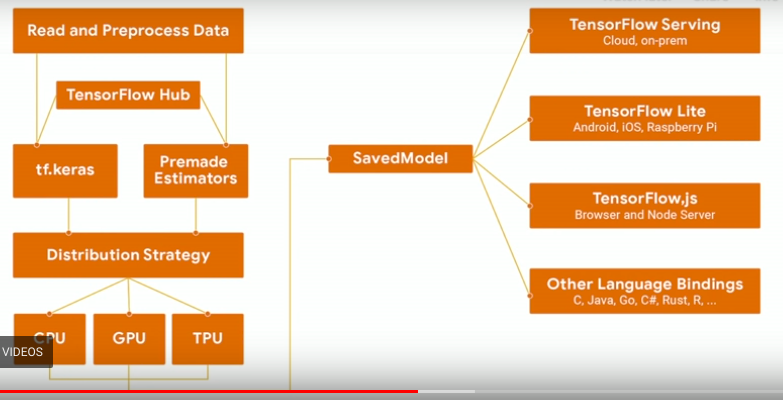 Read and Preprocess Data
TensorFlow Hub
tf.keras
Premade
Estimators
Distribution Strategy
CPU
GPU
TPU
VIDEOS
SavedModel
TensorFlow Serving
Cloud, on-prem
TensorFlow Lite
Android, iOS, Raspberry Pi
TensorFlow.js
Browser and Node Server
Other Language Bindings
C, Java, Go, C#, Rust, R, ...